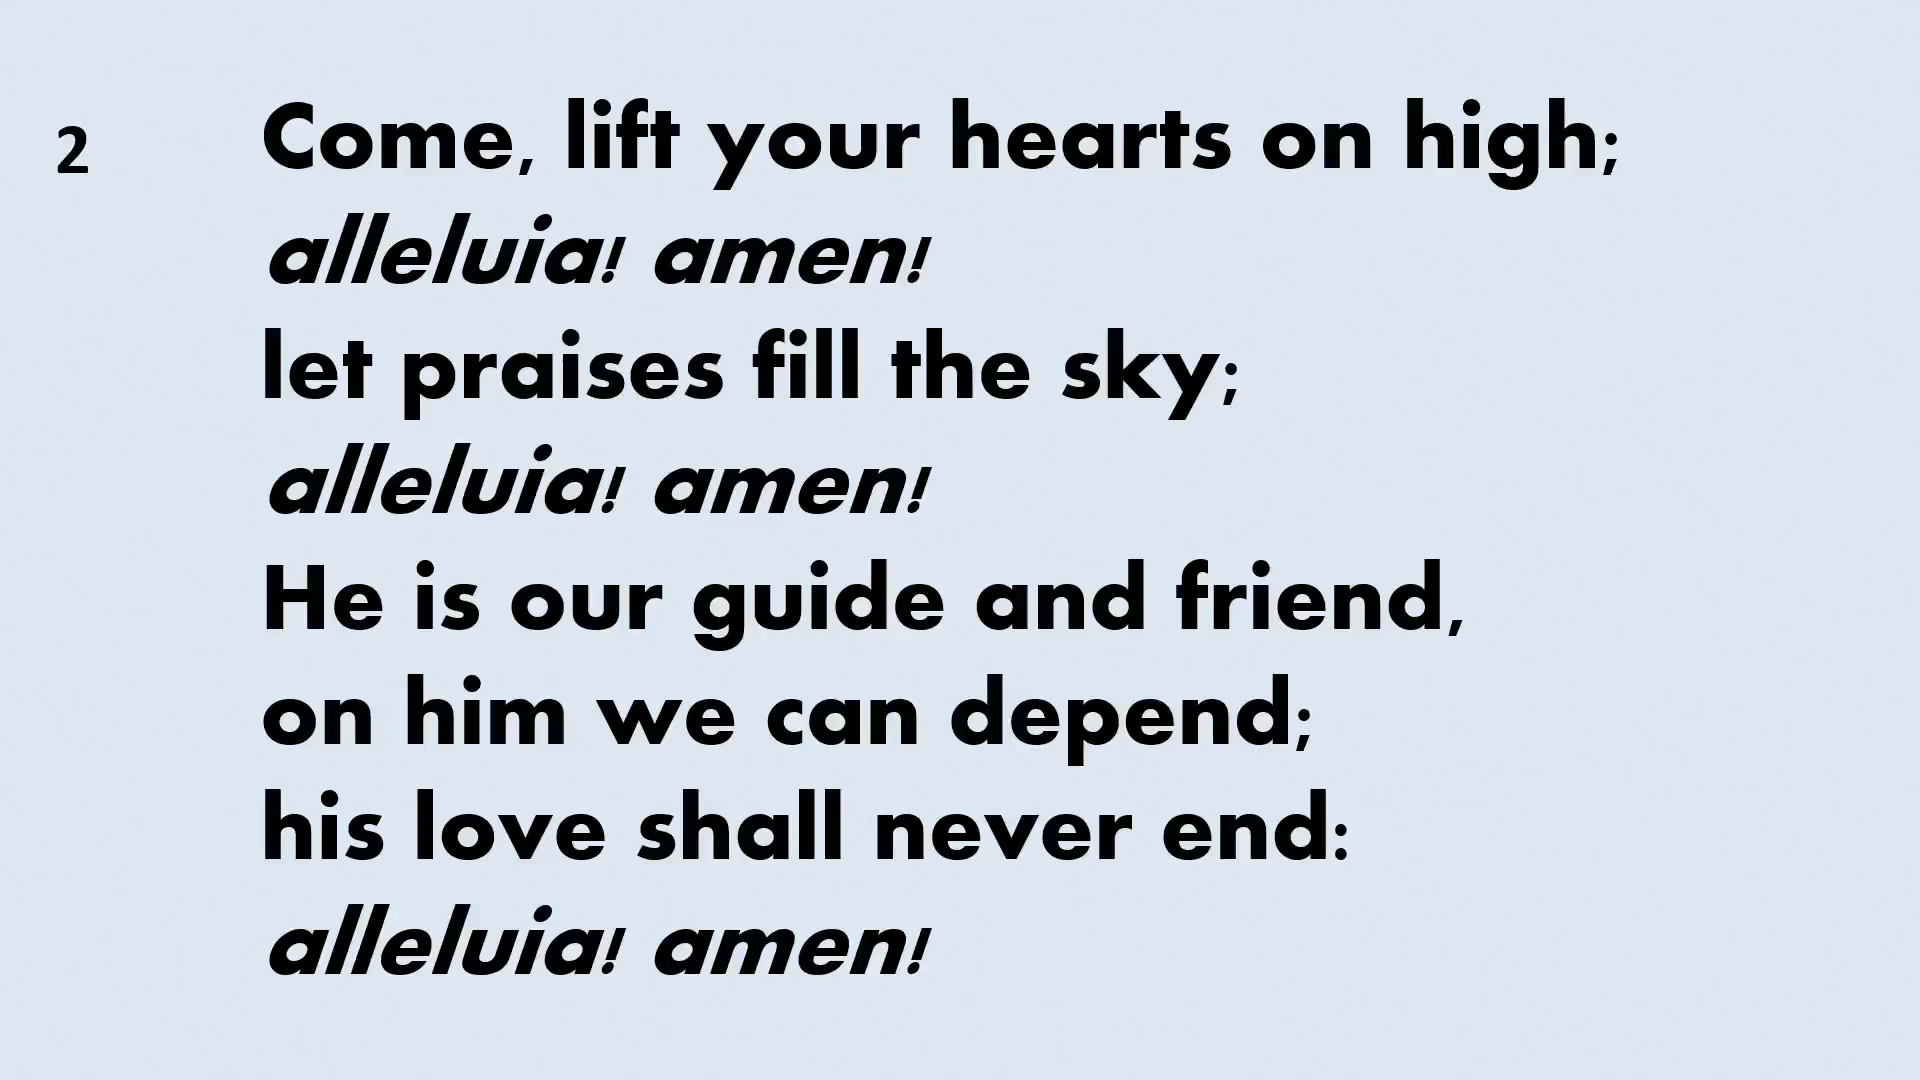 2 Come, lift your hearts on high;
alleluia! amen!
let praises fill the sky;
alleluia! amen!
He is our guide and friend,
on him we can depend;
his love shall never end:
alleluia! amen!